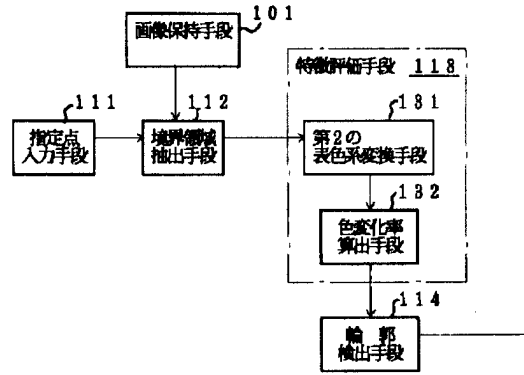 101
画像保持手段
特徴評価手段 113
111
112
131
指定点
入力手段
境界領域
抽出手段
第2の
表色系変換手段
132
色変化率
算出手段
114
輪郭
検出手段